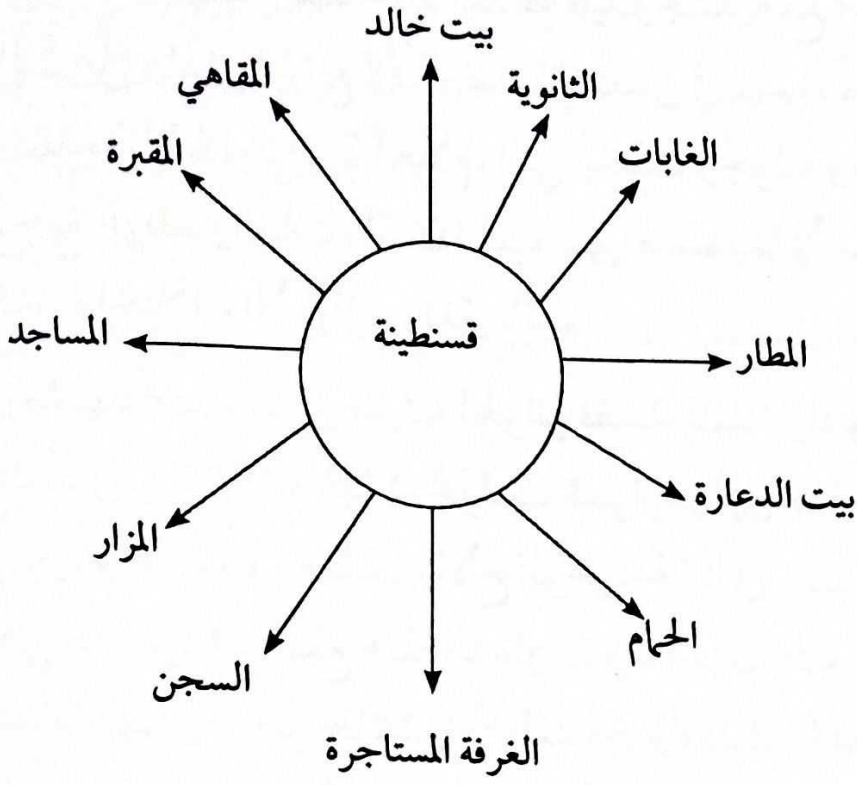 بيت خالد
الثانوية
المقاهي
الغابات
المقبرة
قسنطينة
المطار
المساجد
بيت الدعارة
المزار
الحمام
السجن
الغرفة المستاجرة